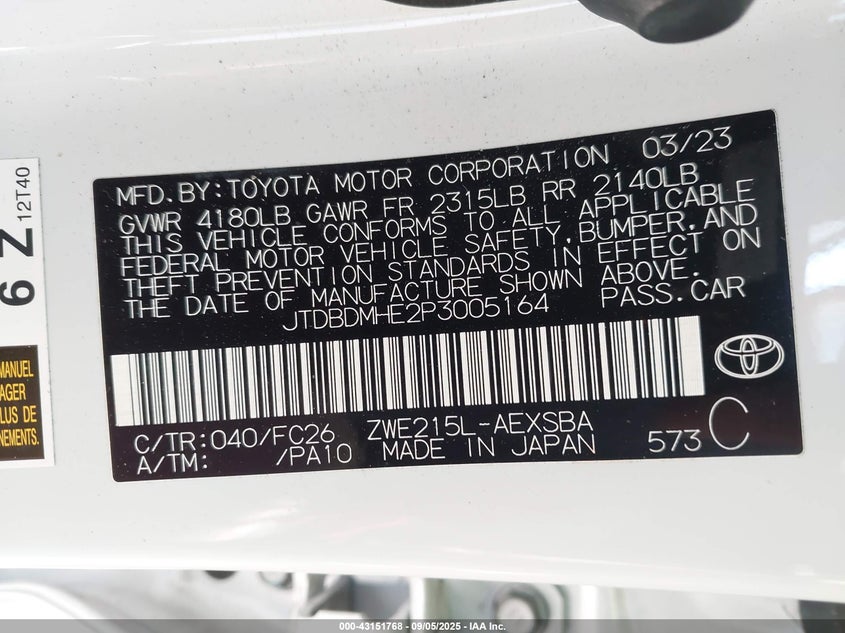 MFD.BY:TOYOTA MOTOR CORPORATION 03/23
GVWR 4180LB GAWR FR 2315LB RR 2140LB
THIS VEHICLE CONFORMS TO ALL APPLICABLE
FEDERAL MOTOR VEHICLE SAFETY,BUMPER,AND
THEFT PREVENTION STANDARDS IN EFFECT ON
THE DATE OF MANUFACTURE SHOWN ABOVE.
JTDBDMHE2P3005164 PASS.CAR
C/TR:040/FC26 ZWE215L-AEXSBA
A/TM: /PA10 MADE IN JAPAN 573 C
6 Z 12T40
MANUEL
AGER
LUS DE
NEMENTS.
000-43151768 - 09/05/2025 - IAA Inc.